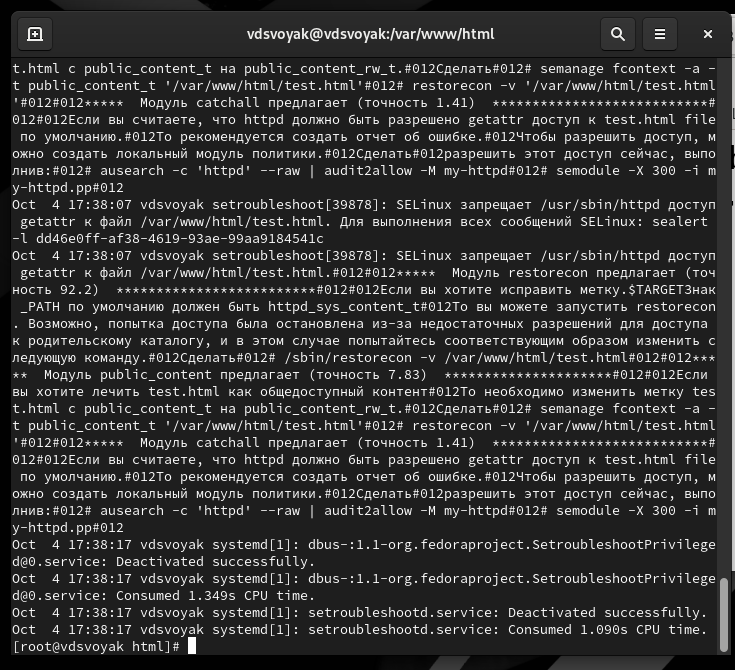 vdsvoyak@vdsvoyak:/var/www/html
t.html с public_content_t на public_content_rw_t.#012Сделать#012# semanage fcontext -a -
t public_content_t '/var/www/html/test.html'#012# restorecon -v '/var/www/html/test.html
'#012#012*****  Модуль catchall предлагает (точность 1.41)  **************************#
012#012Если вы считаете, что httpd должно быть разрешено getattr доступ к test.html file
 по умолчанию.#012То рекомендуется создать отчет об ошибке.#012Чтобы разрешить доступ, м
ожно создать локальный модуль политики.#012Сделать#012разрешить этот доступ сейчас, выпо
лнив:#012# ausearch -c 'httpd' --raw | audit2allow -M my-httpd#012# semodule -X 300 -i m
y-httpd.pp#012
Oct  4 17:38:07 vdsvoyak setroubleshoot[39878]: SELinux запрещает /usr/sbin/httpd доступ
 getattr к файл /var/www/html/test.html. Для выполнения всех сообщений SELinux: sealert
-l dd46e0ff-af38-4619-93ae-99aa9184541c
Oct  4 17:38:07 vdsvoyak setroubleshoot[39878]: SELinux запрещает /usr/sbin/httpd доступ
 getattr к файл /var/www/html/test.html.#012#012*****  Модуль restorecon предлагает (точ
ность 92.2)  ************************#012#012Если вы хотите исправить метку.$TARGETЗнак
_PATH по умолчанию должен быть httpd_sys_content_t#012То вы можете запустить restorecon
. Возможно, попытка доступа была остановлена из-за недостаточных разрешений для доступа
к родительскому каталогу, и в этом случае попытайтесь соответствующим образом изменить с
ледующую команду.#012Сделать#012# /sbin/restorecon -v /var/www/html/test.html#012#012***
**  Модуль public_content предлагает (точность 7.83)  ********************#012#012Если
вы хотите лечить test.html как общедоступный контент#012То необходимо изменить метку tes
t.html с public_content_t на public_content_rw_t.#012Сделать#012# semanage fcontext -a -
t public_content_t '/var/www/html/test.html'#012# restorecon -v '/var/www/html/test.html
'#012#012*****  Модуль catchall предлагает (точность 1.41)  **************************#
012#012Если вы считаете, что httpd должно быть разрешено getattr доступ к test.html file
 по умолчанию.#012То рекомендуется создать отчет об ошибке.#012Чтобы разрешить доступ, м
ожно создать локальный модуль политики.#012Сделать#012разрешить этот доступ сейчас, выпо
лнив:#012# ausearch -c 'httpd' --raw | audit2allow -M my-httpd#012# semodule -X 300 -i m
y-httpd.pp#012
Oct  4 17:38:17 vdsvoyak systemd[1]: dbus-:1.1-org.fedoraproject.SetroubleshootPrivilege
d@0.service: Deactivated successfully.
Oct  4 17:38:17 vdsvoyak systemd[1]: dbus-:1.1-org.fedoraproject.SetroubleshootPrivilege
d@0.service: Consumed 1.349s CPU time.
Oct  4 17:38:17 vdsvoyak systemd[1]: setroubleshootd.service: Deactivated successfully.
Oct  4 17:38:17 vdsvoyak systemd[1]: setroubleshootd.service: Consumed 1.090s CPU time.
[root@vdsvoyak html]#